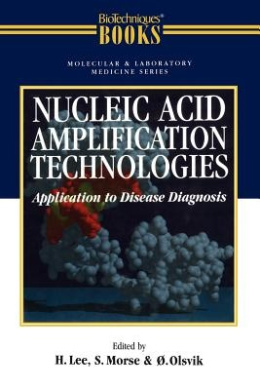 BioTechniques®
BOOKS
MOLECULAR & LABORATORY
MEDICINE SERIES
NUCLEIC ACID
AMPLIFICATION
TECHNOLOGIES
Application to Disease Diagnosis
Edited by
H. Lee, S. Morse & Ø. Olsvik